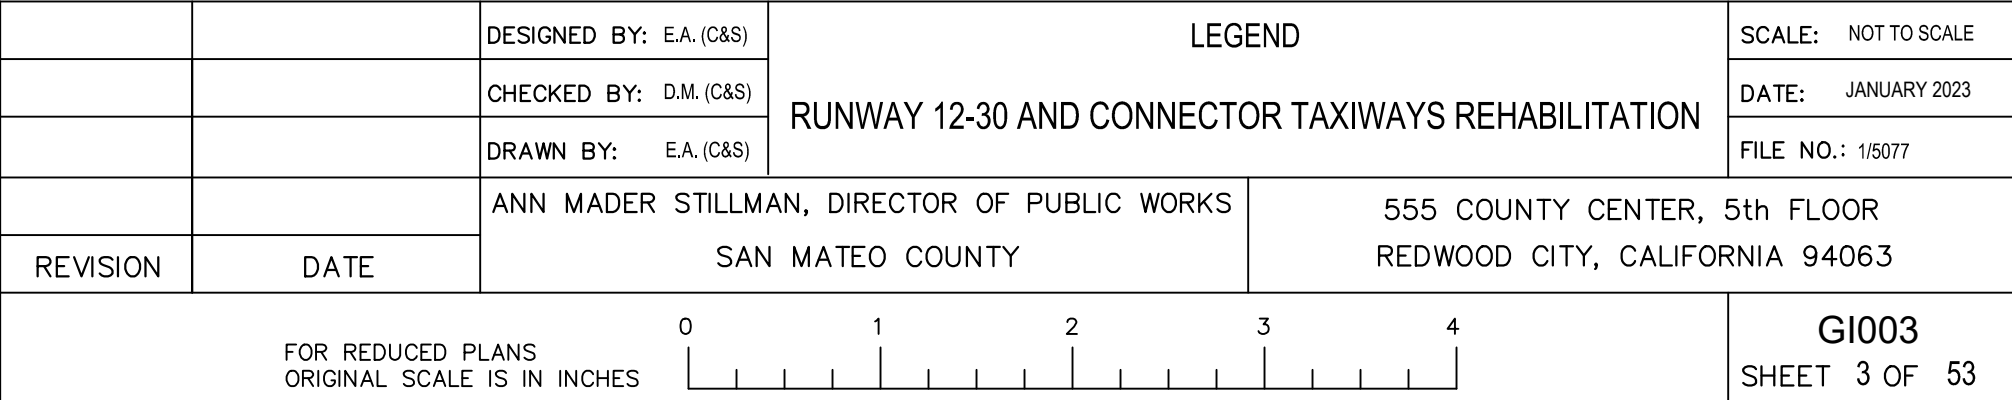 DESIGNED BY: E.A. (C&S)
CHECKED BY: D.M. (C&S)
DRAWN BY: E.A. (C&S)
LEGEND
RUNWAY 12-30 AND CONNECTOR TAXIWAYS REHABILITATION
SCALE: NOT TO SCALE
DATE: JANUARY 2023
FILE NO.: 1/5077
REVISION DATE
ANN MADER STILLMAN, DIRECTOR OF PUBLIC WORKS
SAN MATEO COUNTY
555 COUNTY CENTER, 5th FLOOR
REDWOOD CITY, CALIFORNIA 94063
FOR REDUCED PLANS
ORIGINAL SCALE IS IN INCHES
0 1 2 3 4
GI003
SHEET 3 OF 53